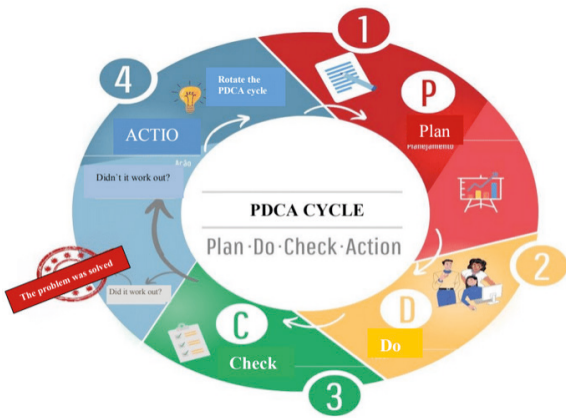 1
P
Plan
Planejamento
2
D
Do
3
C
Check
4
Rotate the
PDCA cycle
ACTIO
Didn´t it work out?
Did it work out?
The problem was solved
PDCA CYCLE
Plan·Do·Check·Action